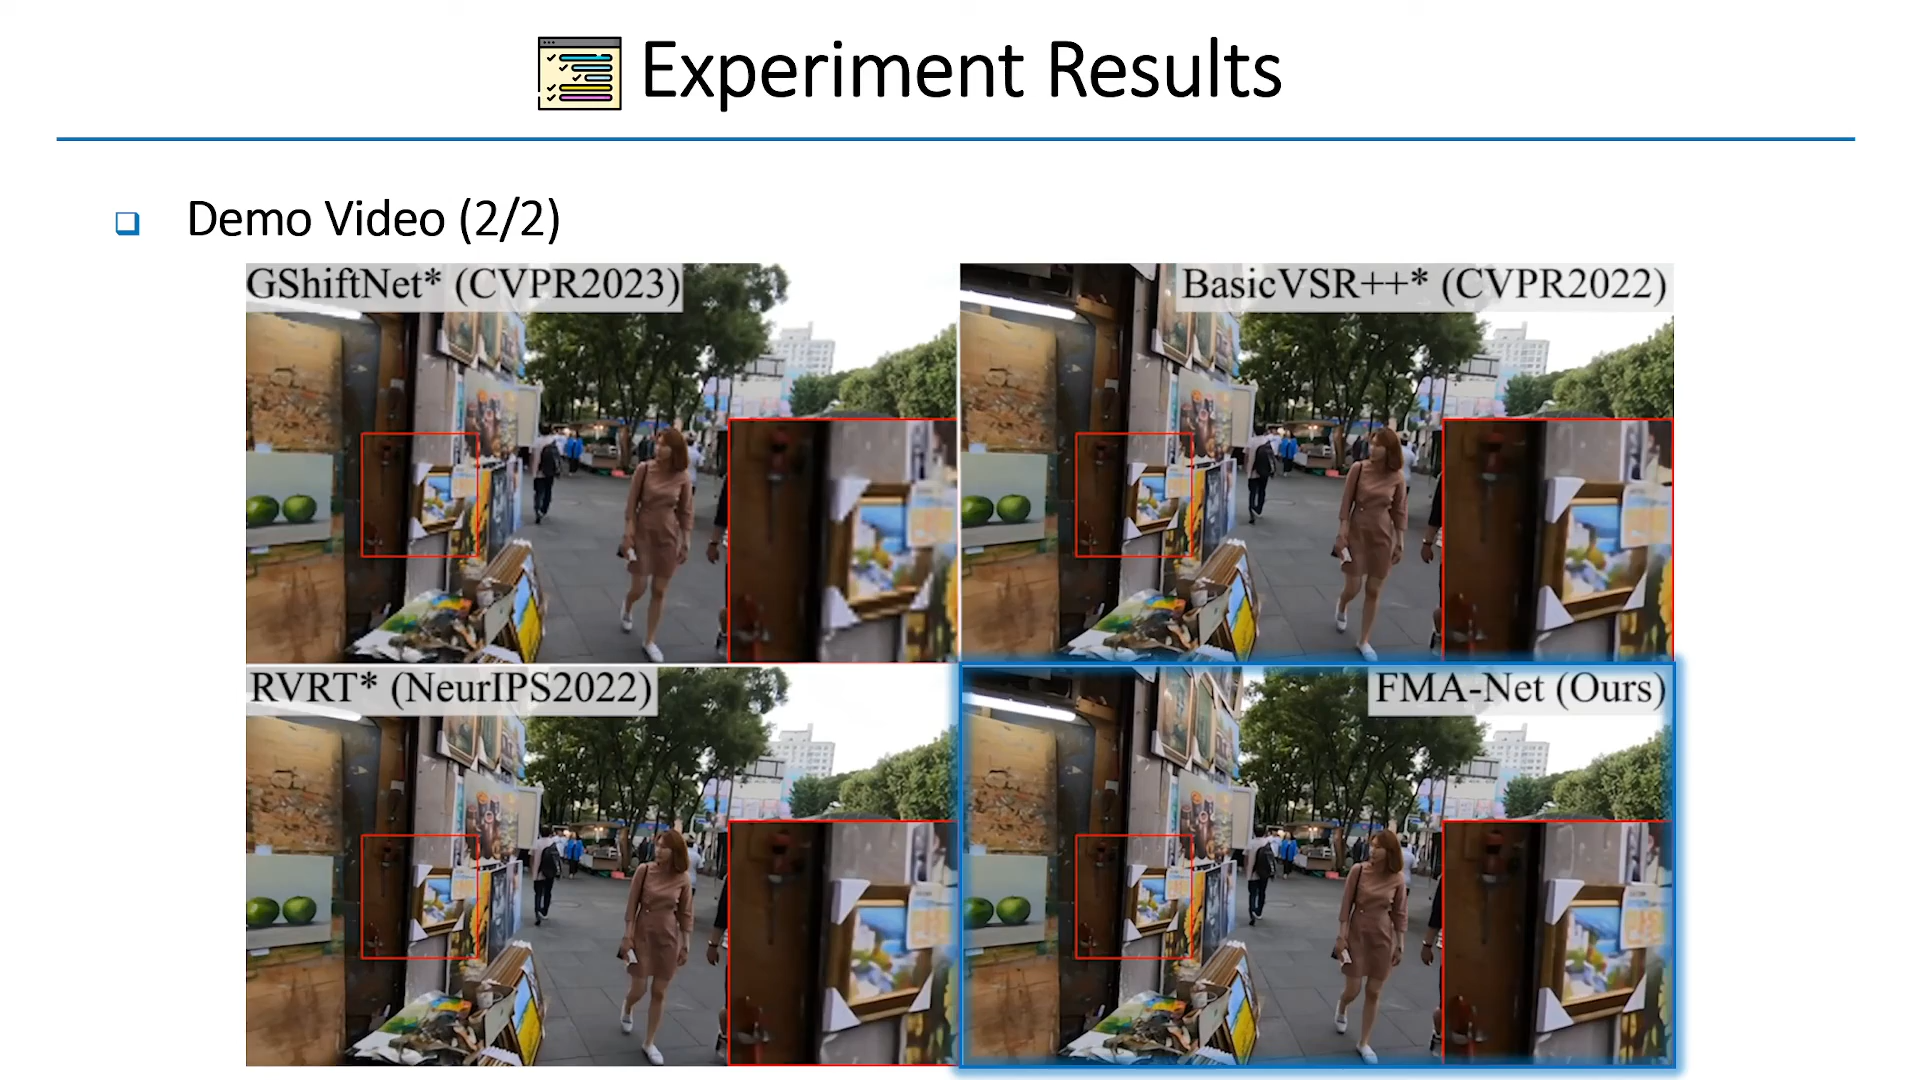 Experiment Results
Demo Video (2/2)
GShiftNet* (CVPR2023)
BasicVSR++* (CVPR2022)
RVRT* (NeurIPS2022)
FMA-Net (Ours)